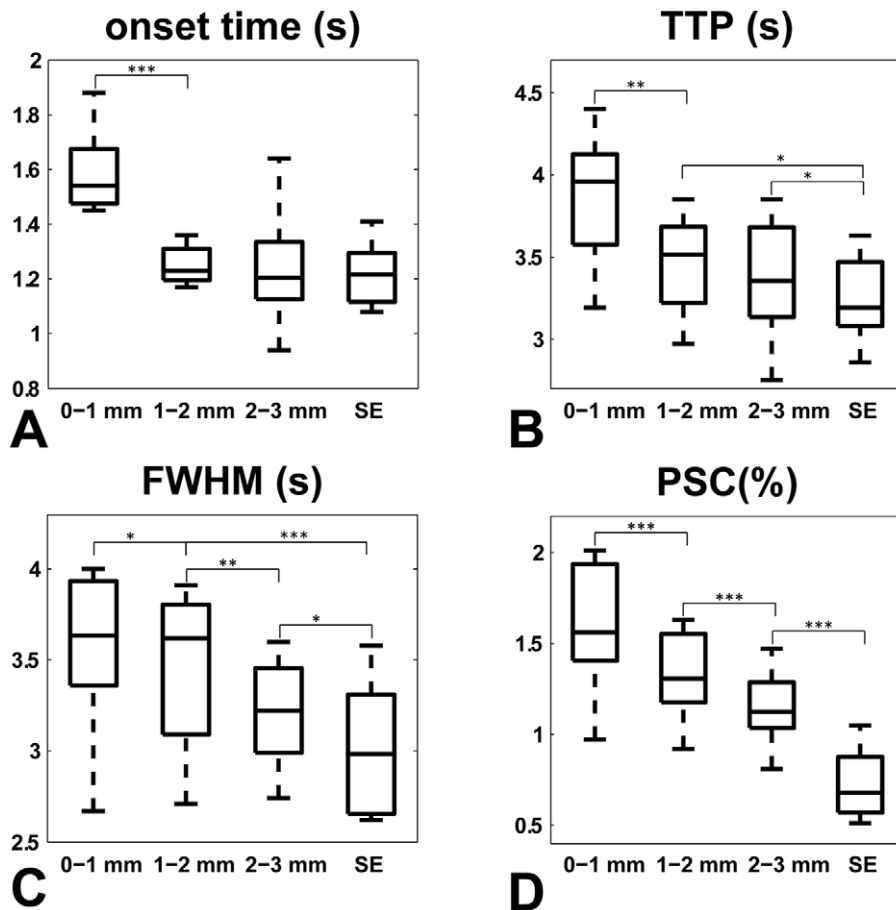 onset time (s)
2
1.8
1.6
1.4
1.2
1
0.8
***
0−1 mm 1−2 mm 2−3 mm SE
A
TTP (s)
4.5
4
3.5
3
**
*
*
0−1 mm 1−2 mm 2−3 mm SE
B
FWHM (s)
4
3.5
3
2.5
* ***
**
*
0−1 mm 1−2 mm 2−3 mm SE
C
PSC(%)
2
1.5
1
0.5
***
***
***
0−1 mm 1−2 mm 2−3 mm SE
D